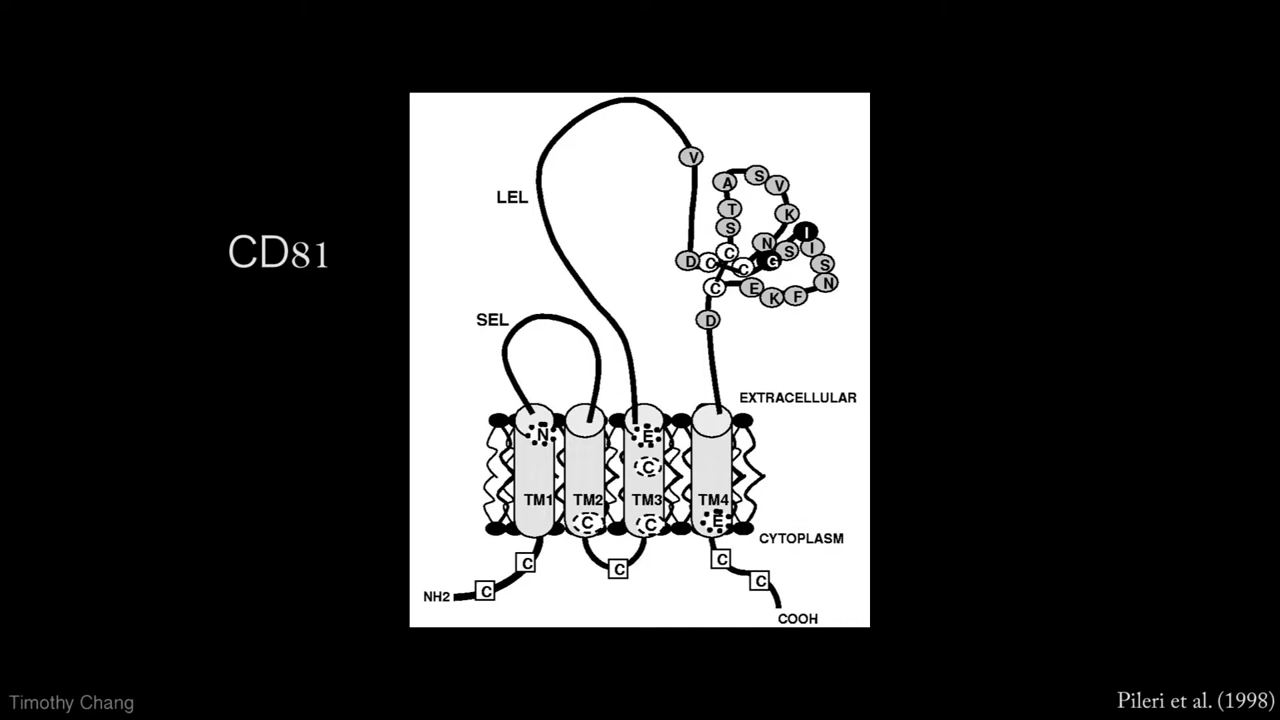 CD81
LEL
SEL
V
A
S
V
T
K
S
I
N
S
I
C
D
C
C
G
S
C
E
K
F
N
D
EXTRACELLULAR
N
E
C
TM1
TM2
TM3
TM4
C
C
E
CYTOPLASM
C
C
C
C
C
C
NH2
COOH
Timothy Chang
Pileri et al. (1998)